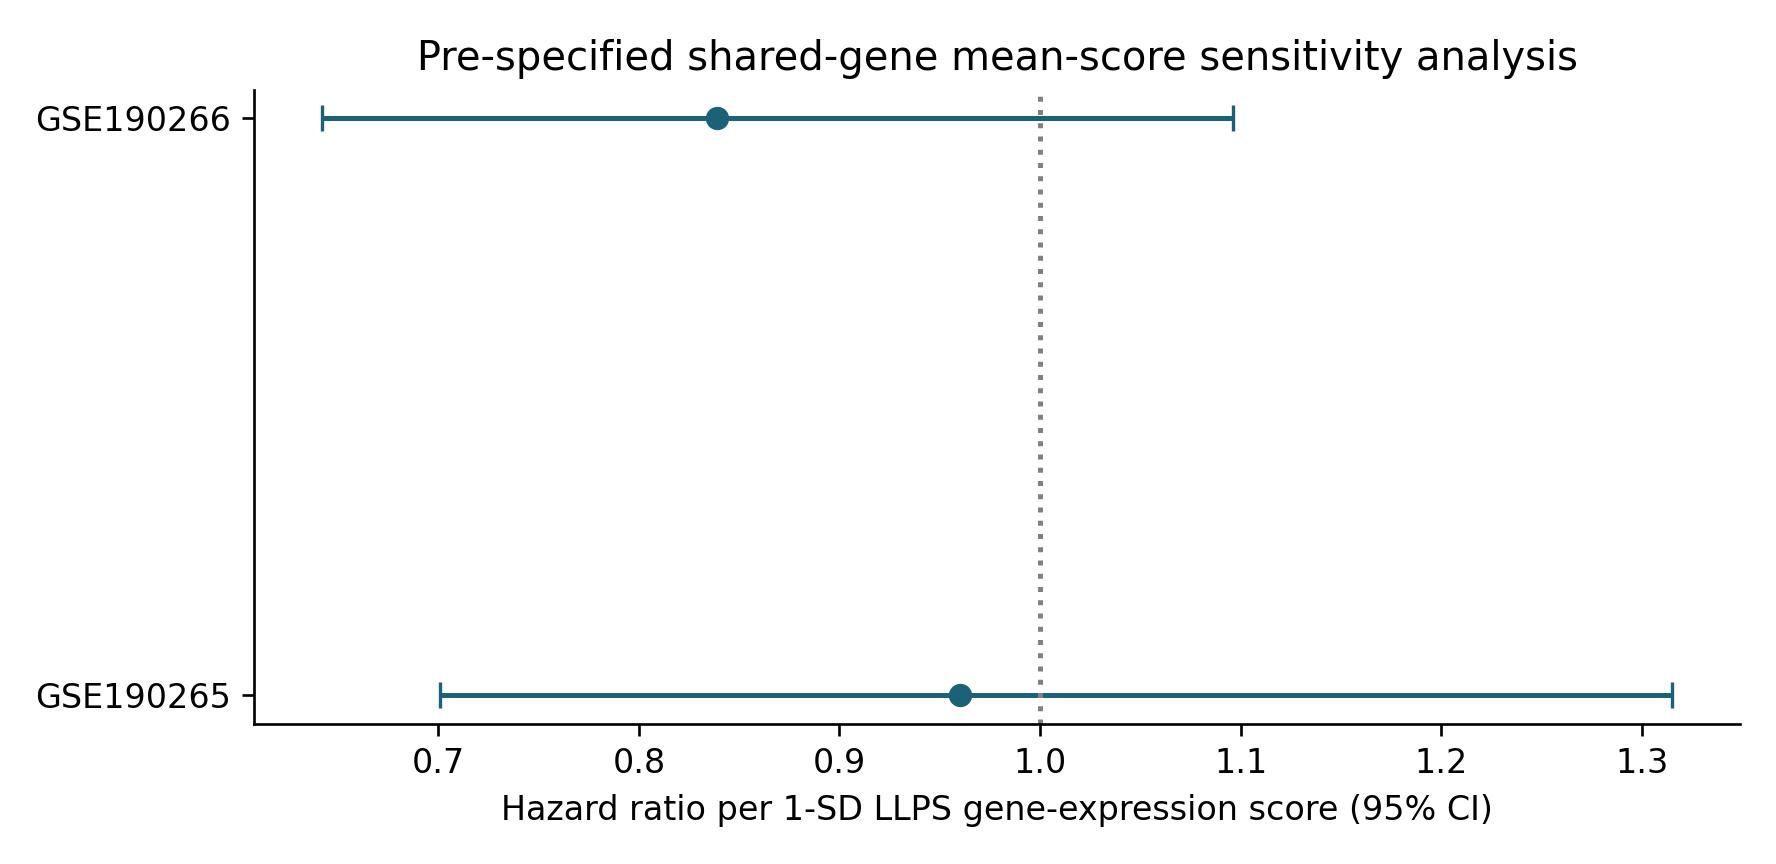 Pre-specified shared-gene mean-score sensitivity analysis
GSE190266
GSE190265
0.7 0.8 0.9 1.0 1.1 1.2 1.3
Hazard ratio per 1-SD LLPS gene-expression score (95% CI)